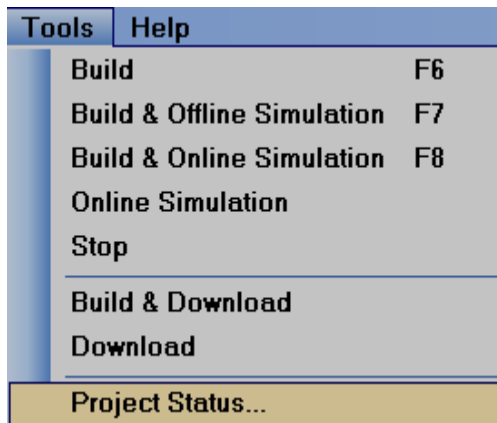 Tools Help
Build F6
Build & Offline Simulation F7
Build & Online Simulation F8
Online Simulation
Stop
Build & Download
Download
Project Status...